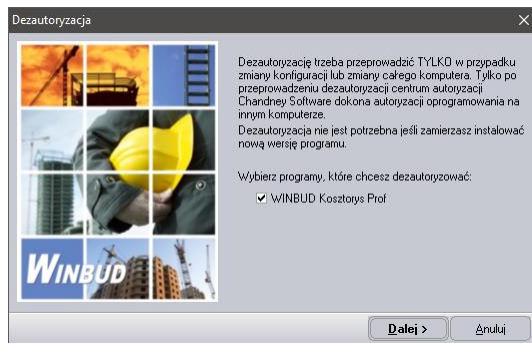 Dezautoryzacja
Dezautoryzację trzeba przeprowadzić TYLKO w przypadku
zmiany konfiguracji lub zmiany całego komputera. Tylko po
przeprowadzeniu dezautoryzacji centrum autoryzacji
Chandney Software dokona autoryzacji oprogramowania na
innym komputerze.
Dezautoryzacja nie jest potrzebna jeśli zamierzasz instalować
nową wersję programu.
Wybierz programy, które chcesz dezautoryzować:
WINBUD Kosztorys Prof
WINBUD
Dalej >
Anuluj